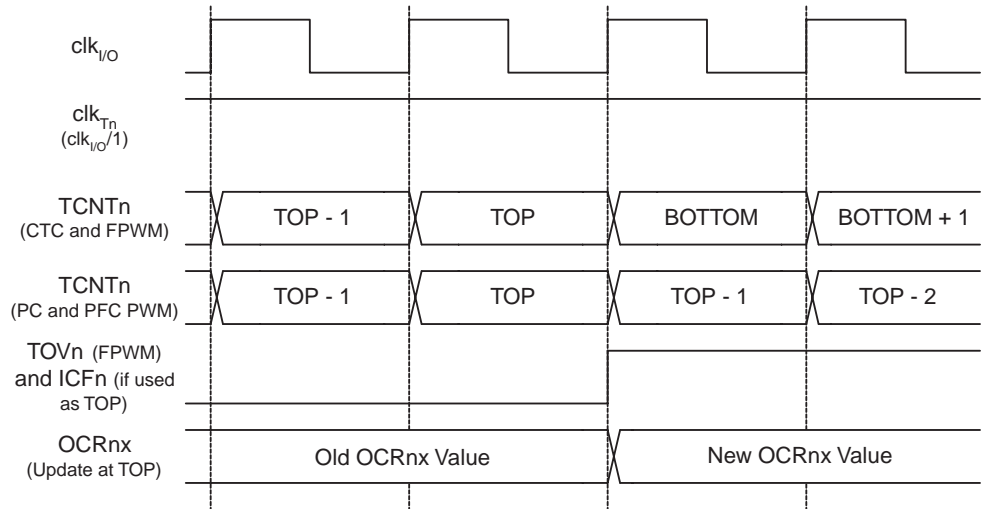 clkI/O
clkTn
(clkI/O/1)
TCNTn
(CTC and FPWM)
TOP - 1
TOP
BOTTOM
BOTTOM + 1
TCNTn
(PC and PFC PWM)
TOP - 1
TOP
TOP - 1
TOP - 2
TOVn (FPWM)
and ICFn (if used
as TOP)
OCRnx
(Update at TOP)
Old OCRnx Value
New OCRnx Value